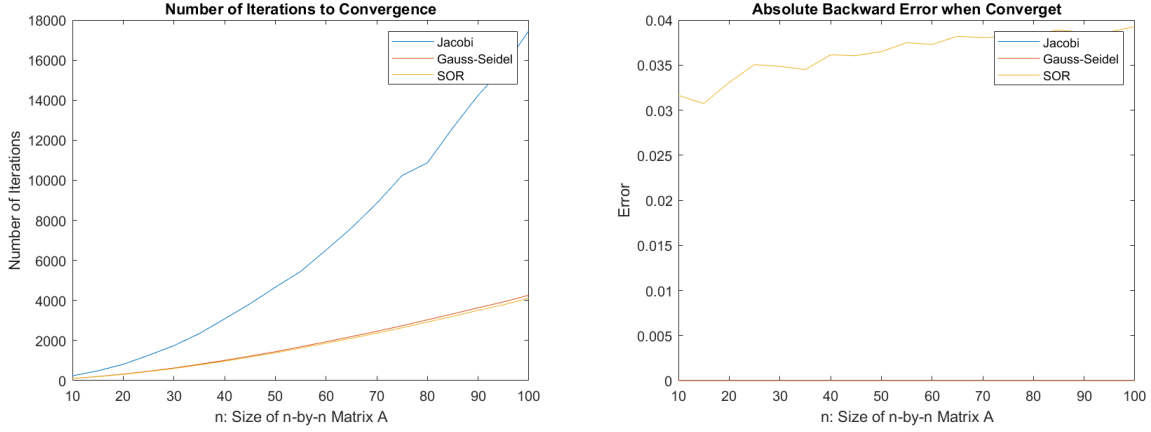 Number of Iterations to Convergence
18000
16000
14000
12000
10000
8000
6000
4000
2000
0
Number of Iterations
Jacobi
Gauss-Seidel
SOR
10 20 30 40 50 60 70 80 90 100
n: Size of n-by-n Matrix A
Absolute Backward Error when Converget
0.04
0.035
0.03
0.025
0.02
0.015
0.01
0.005
0
Error
Jacobi
Gauss-Seidel
SOR
10 20 30 40 50 60 70 80 90 100
n: Size of n-by-n Matrix A